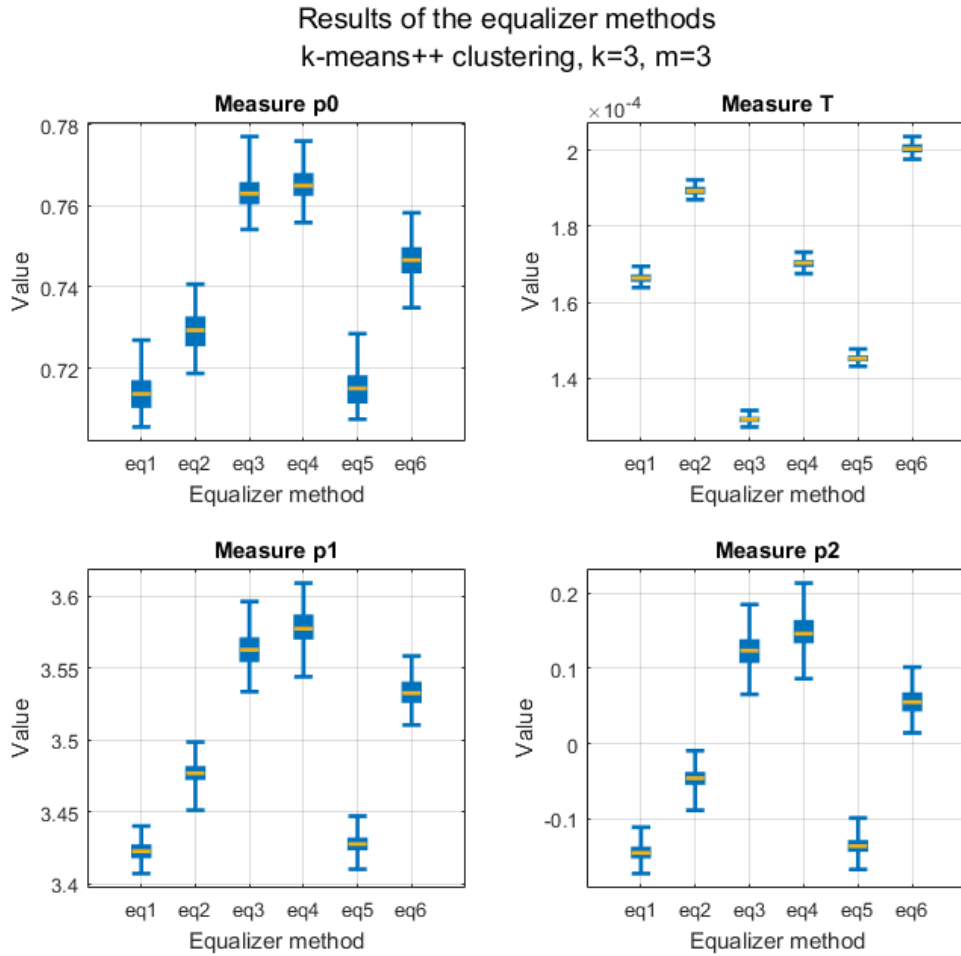 Results of the equalizer methods
k-means++ clustering, k=3, m=3
Measure p0
0.78
0.76
0.74
0.72
Value
eq1 eq2 eq3 eq4 eq5 eq6
Equalizer method
Measure T
×10⁻⁴
2
1.8
1.6
1.4
Value
eq1 eq2 eq3 eq4 eq5 eq6
Equalizer method
Measure p1
3.6
3.55
3.5
3.45
3.4
Value
eq1 eq2 eq3 eq4 eq5 eq6
Equalizer method
Measure p2
0.2
0.1
0
-0.1
Value
eq1 eq2 eq3 eq4 eq5 eq6
Equalizer method